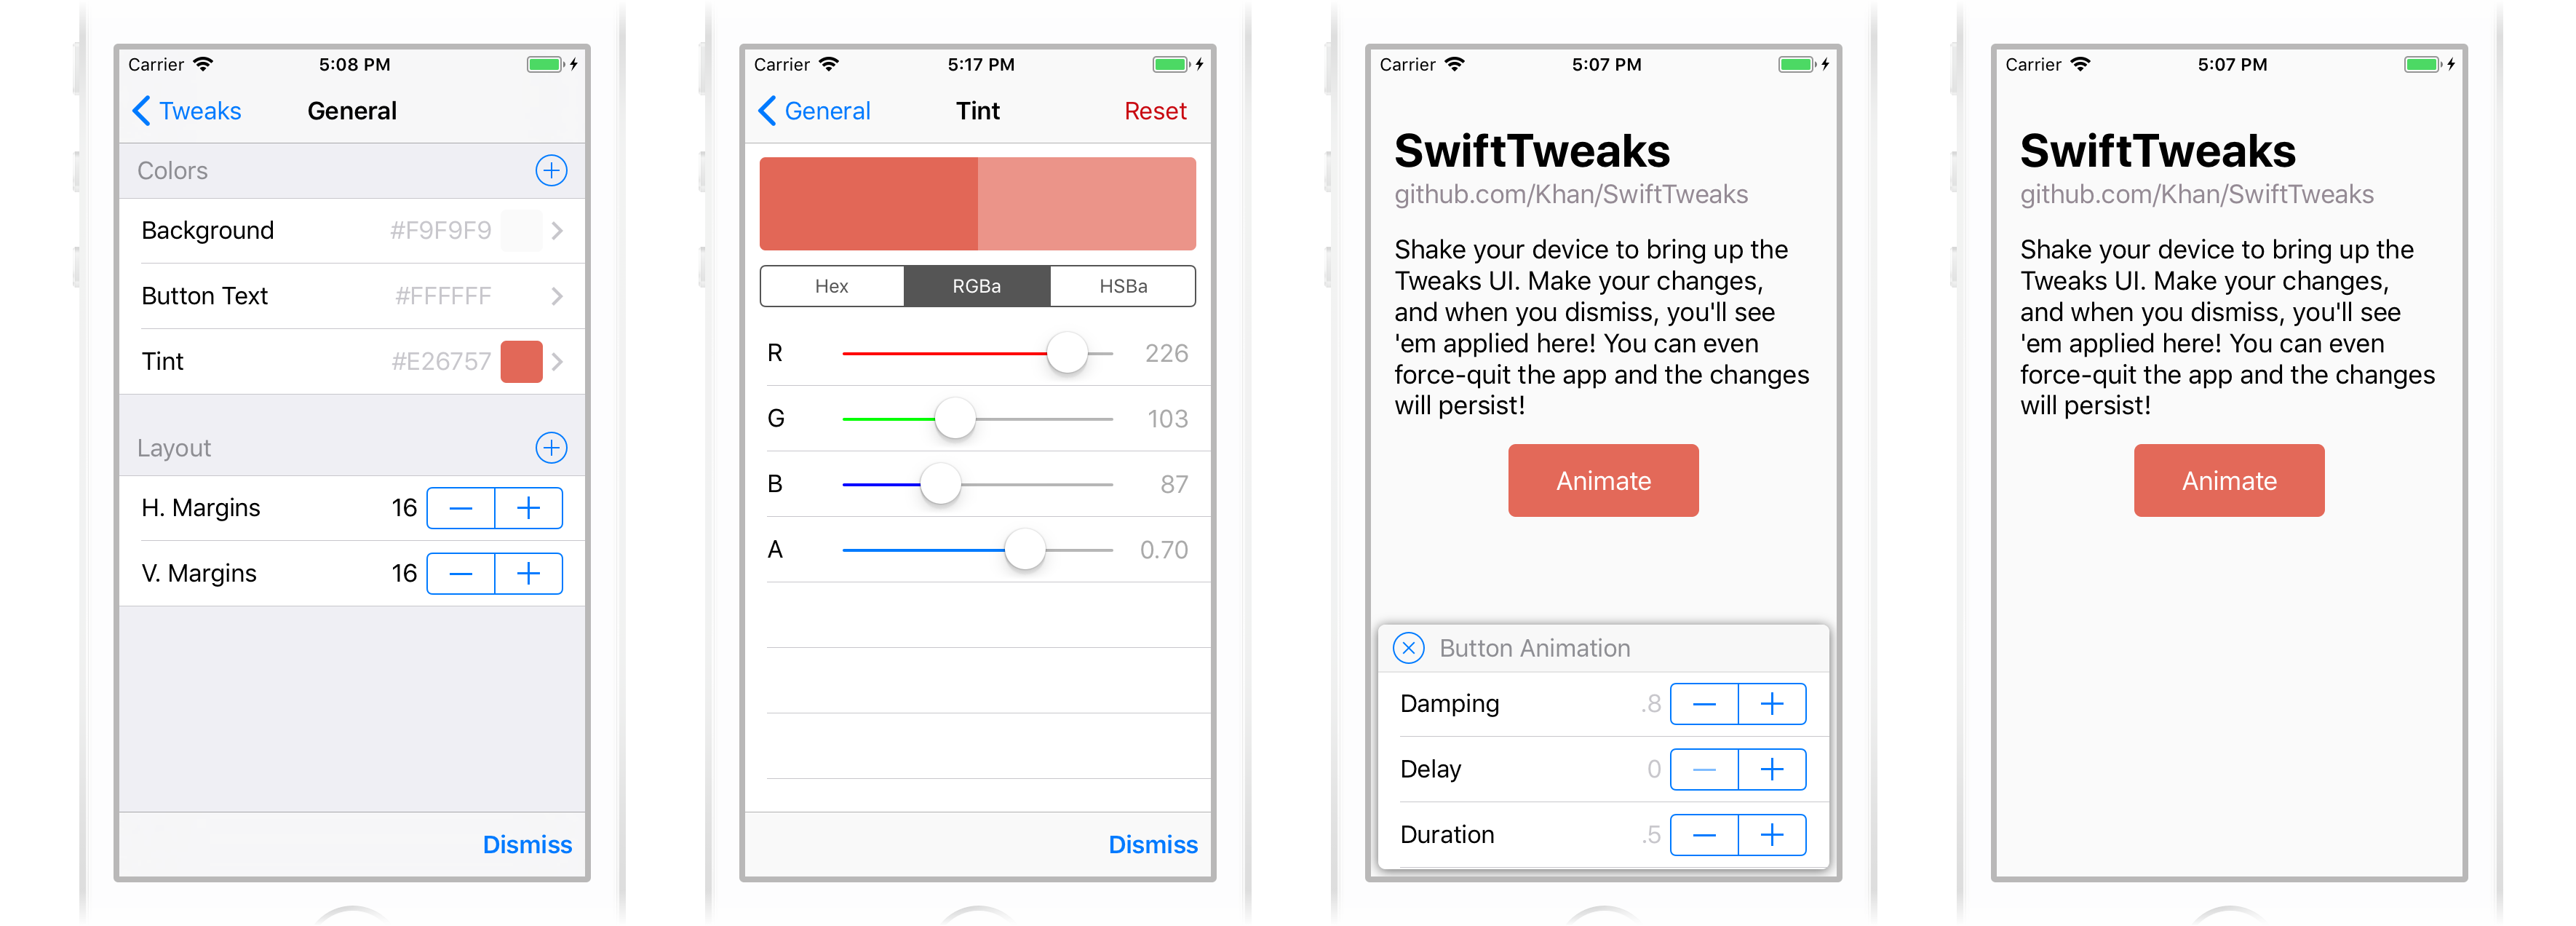 Carrier 5:08 PM
Tweaks General
Colors
Background #F9F9F9
Button Text #FFFFFF
Tint #E26757
Layout
H. Margins 16
V. Margins 16
Dismiss
Carrier 5:17 PM
General Tint Reset
Hex RGBa HSBa
R 226
G 103
B 87
A 0.70
Dismiss
Carrier 5:07 PM
SwiftTweaks
github.com/Khan/SwiftTweaks
Shake your device to bring up the
Tweaks UI. Make your changes,
and when you dismiss, you'll see
'em applied here! You can even
force-quit the app and the changes
will persist!
Animate
Button Animation
Damping .8
Delay 0
Duration .5
Carrier 5:07 PM
SwiftTweaks
github.com/Khan/SwiftTweaks
Shake your device to bring up the
Tweaks UI. Make your changes,
and when you dismiss, you'll see
'em applied here! You can even
force-quit the app and the changes
will persist!
Animate